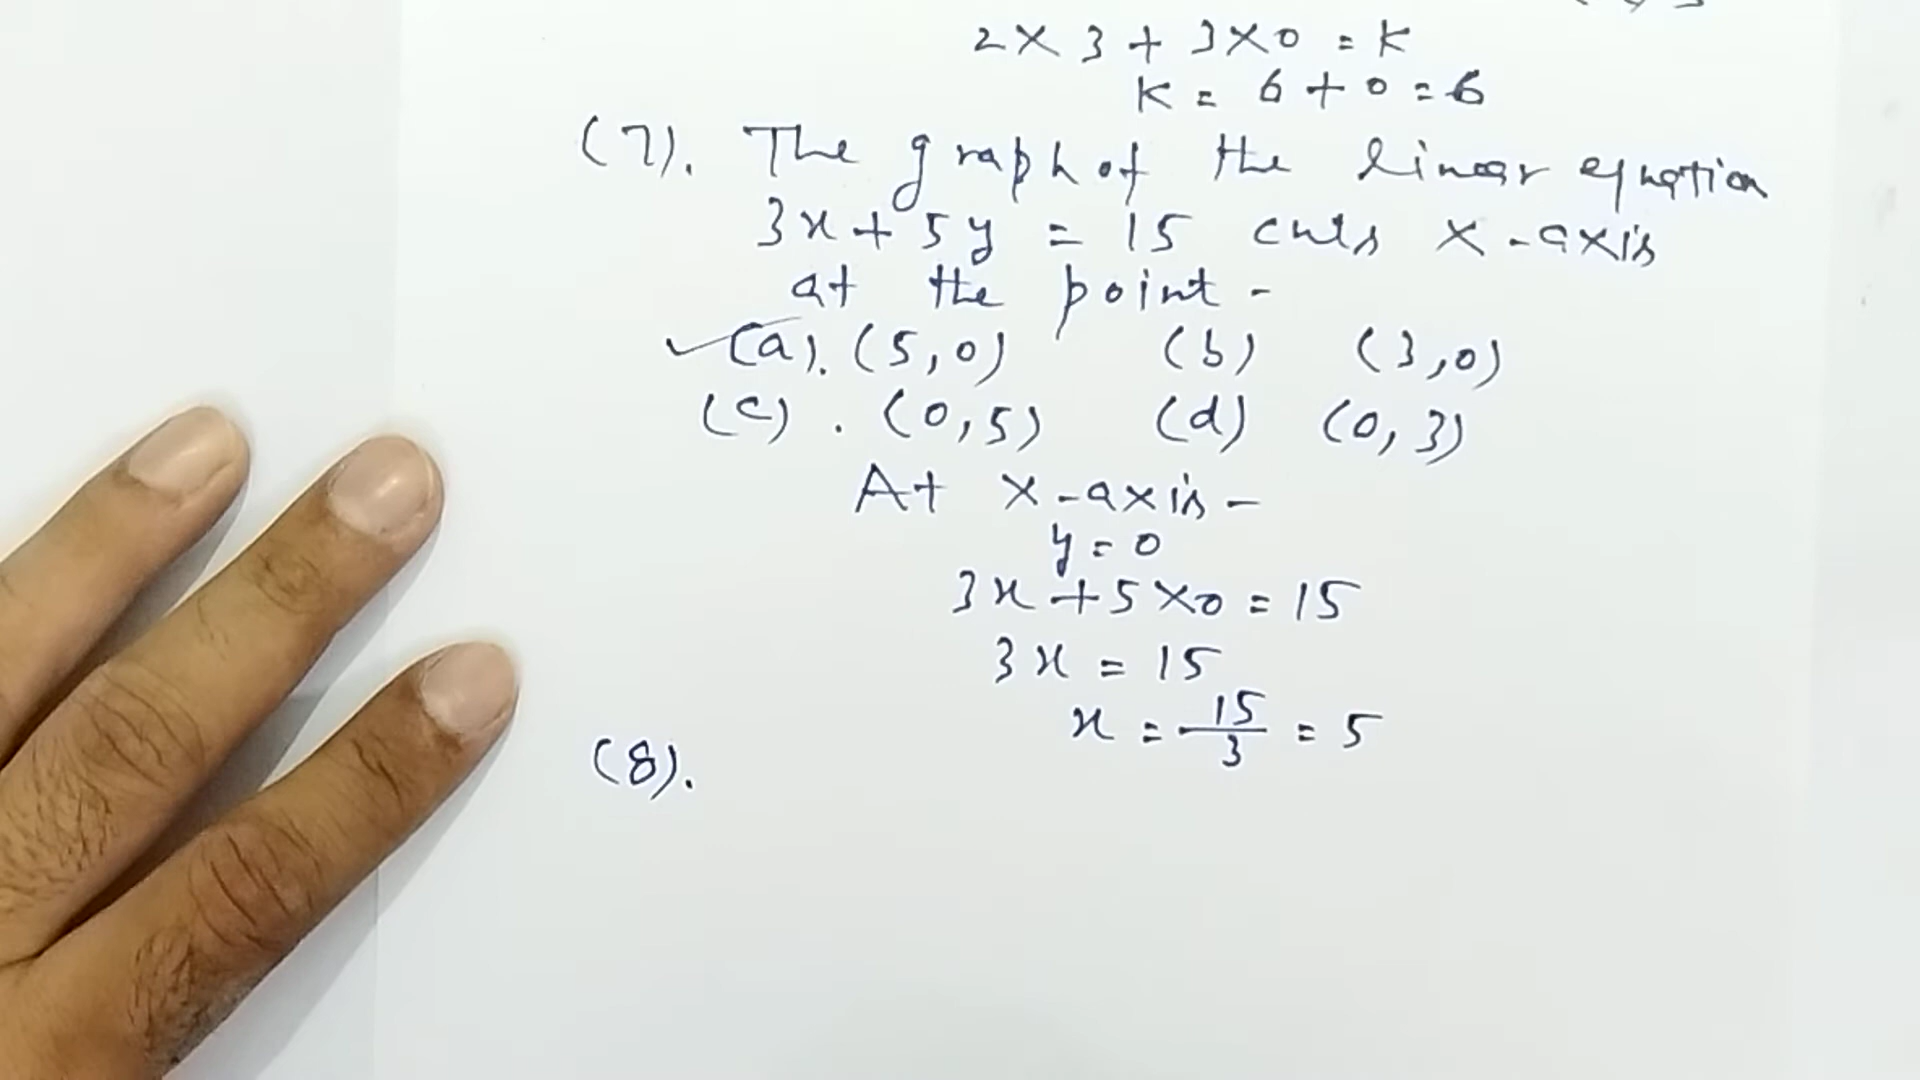 2 × 3 + 3×0 = K
K = 6 + 0 = 6
(7). The graph of the linear equation
3x + 5y = 15 cuts x-axis
at the point -
✓(a). (5,0) (b) (3,0)
(c). (0,5) (d) (0,3)
At x-axis -
y = 0
3x + 5×0 = 15
3x = 15
x = 15/3 = 5
(8).